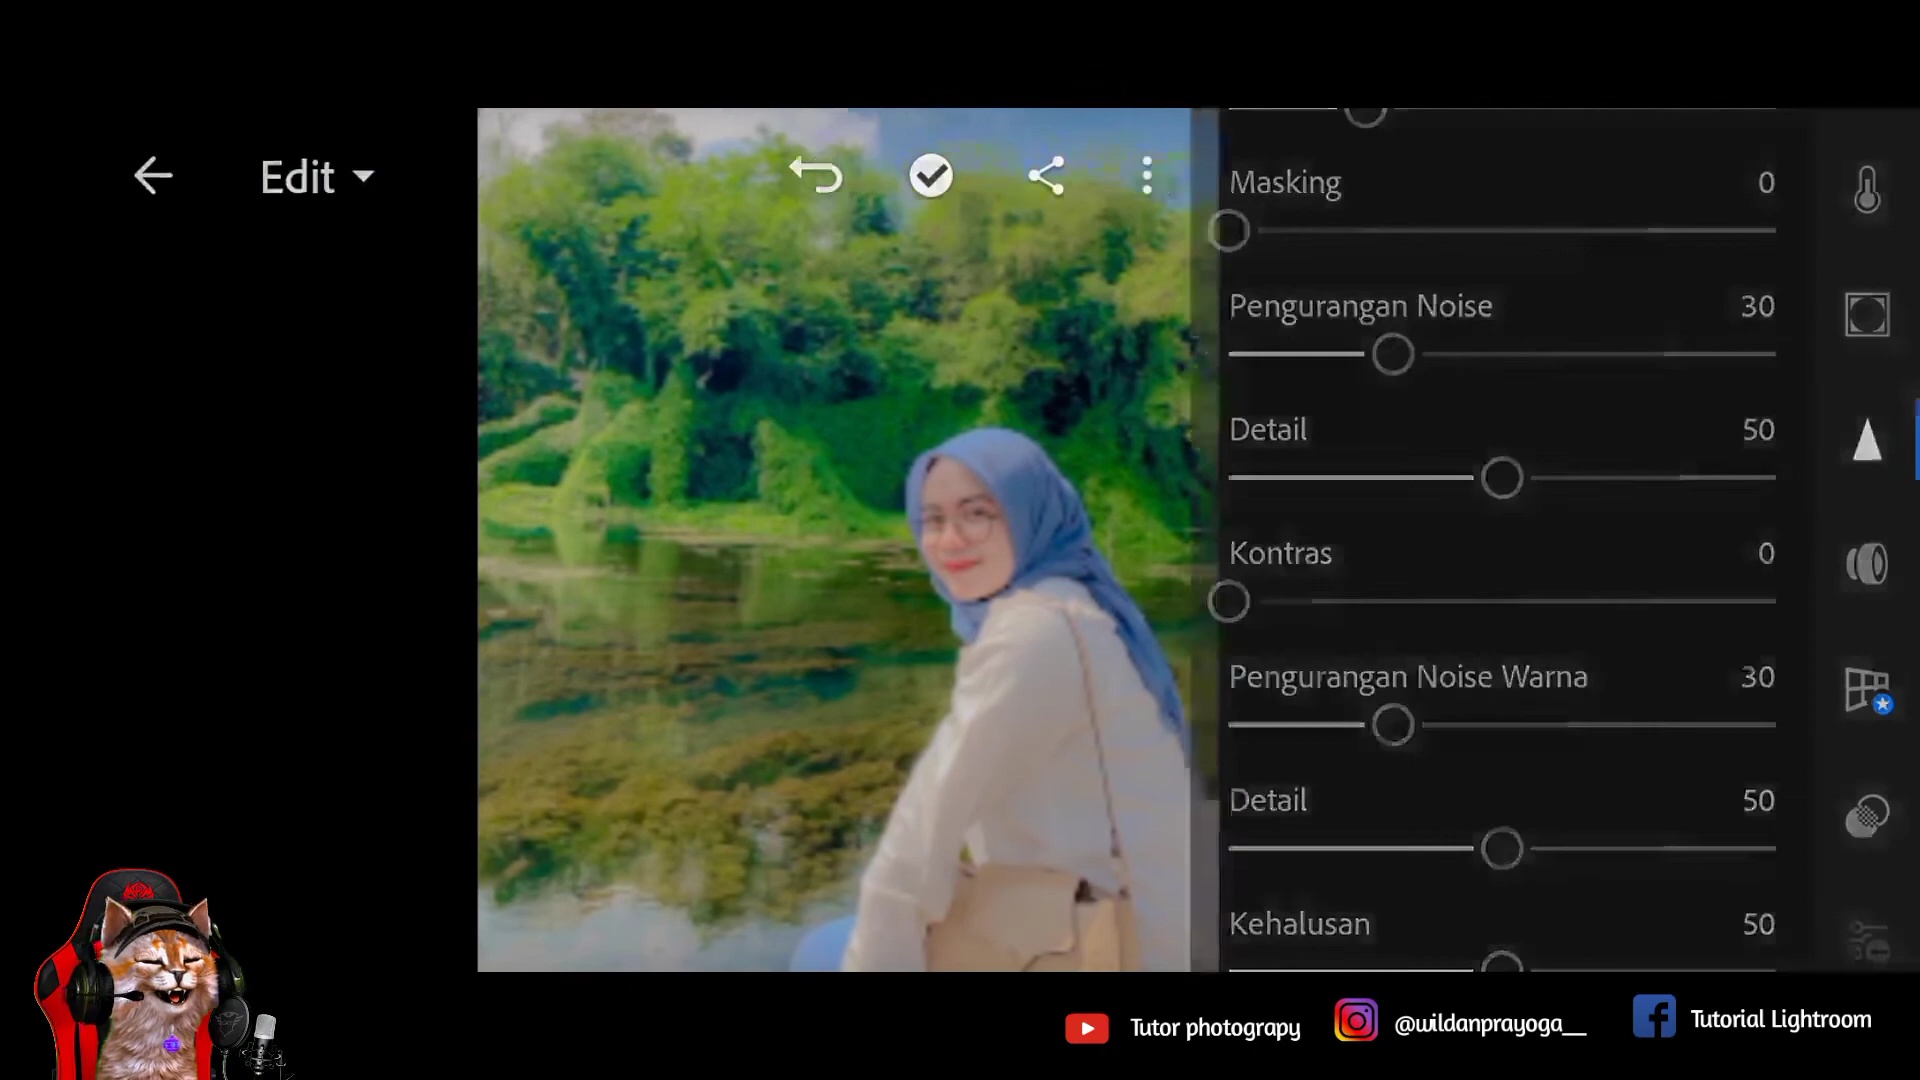 Edit
Masking 0
Pengurangan Noise 30
Detail 50
Kontras 0
Pengurangan Noise Warna 30
Detail 50
Kehalusan 50
Tutor photograpy
@wildanprayoga__
Tutorial Lightroom